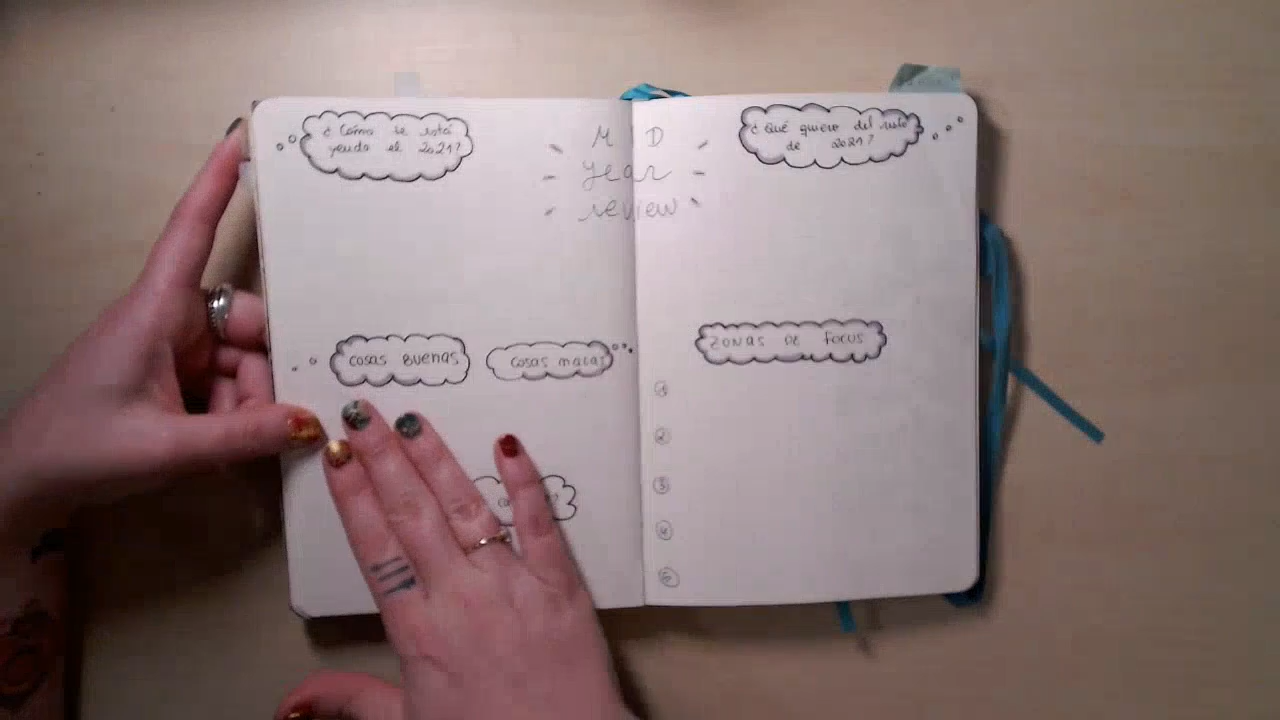 ¿Cómo te está
yendo el 2021?
MID
year
review
¿Qué quiero del resto
de 2021?
COSAS BUENAS
COSAS MALAS
ZONAS DE FOCUS
1
2
3
4
5